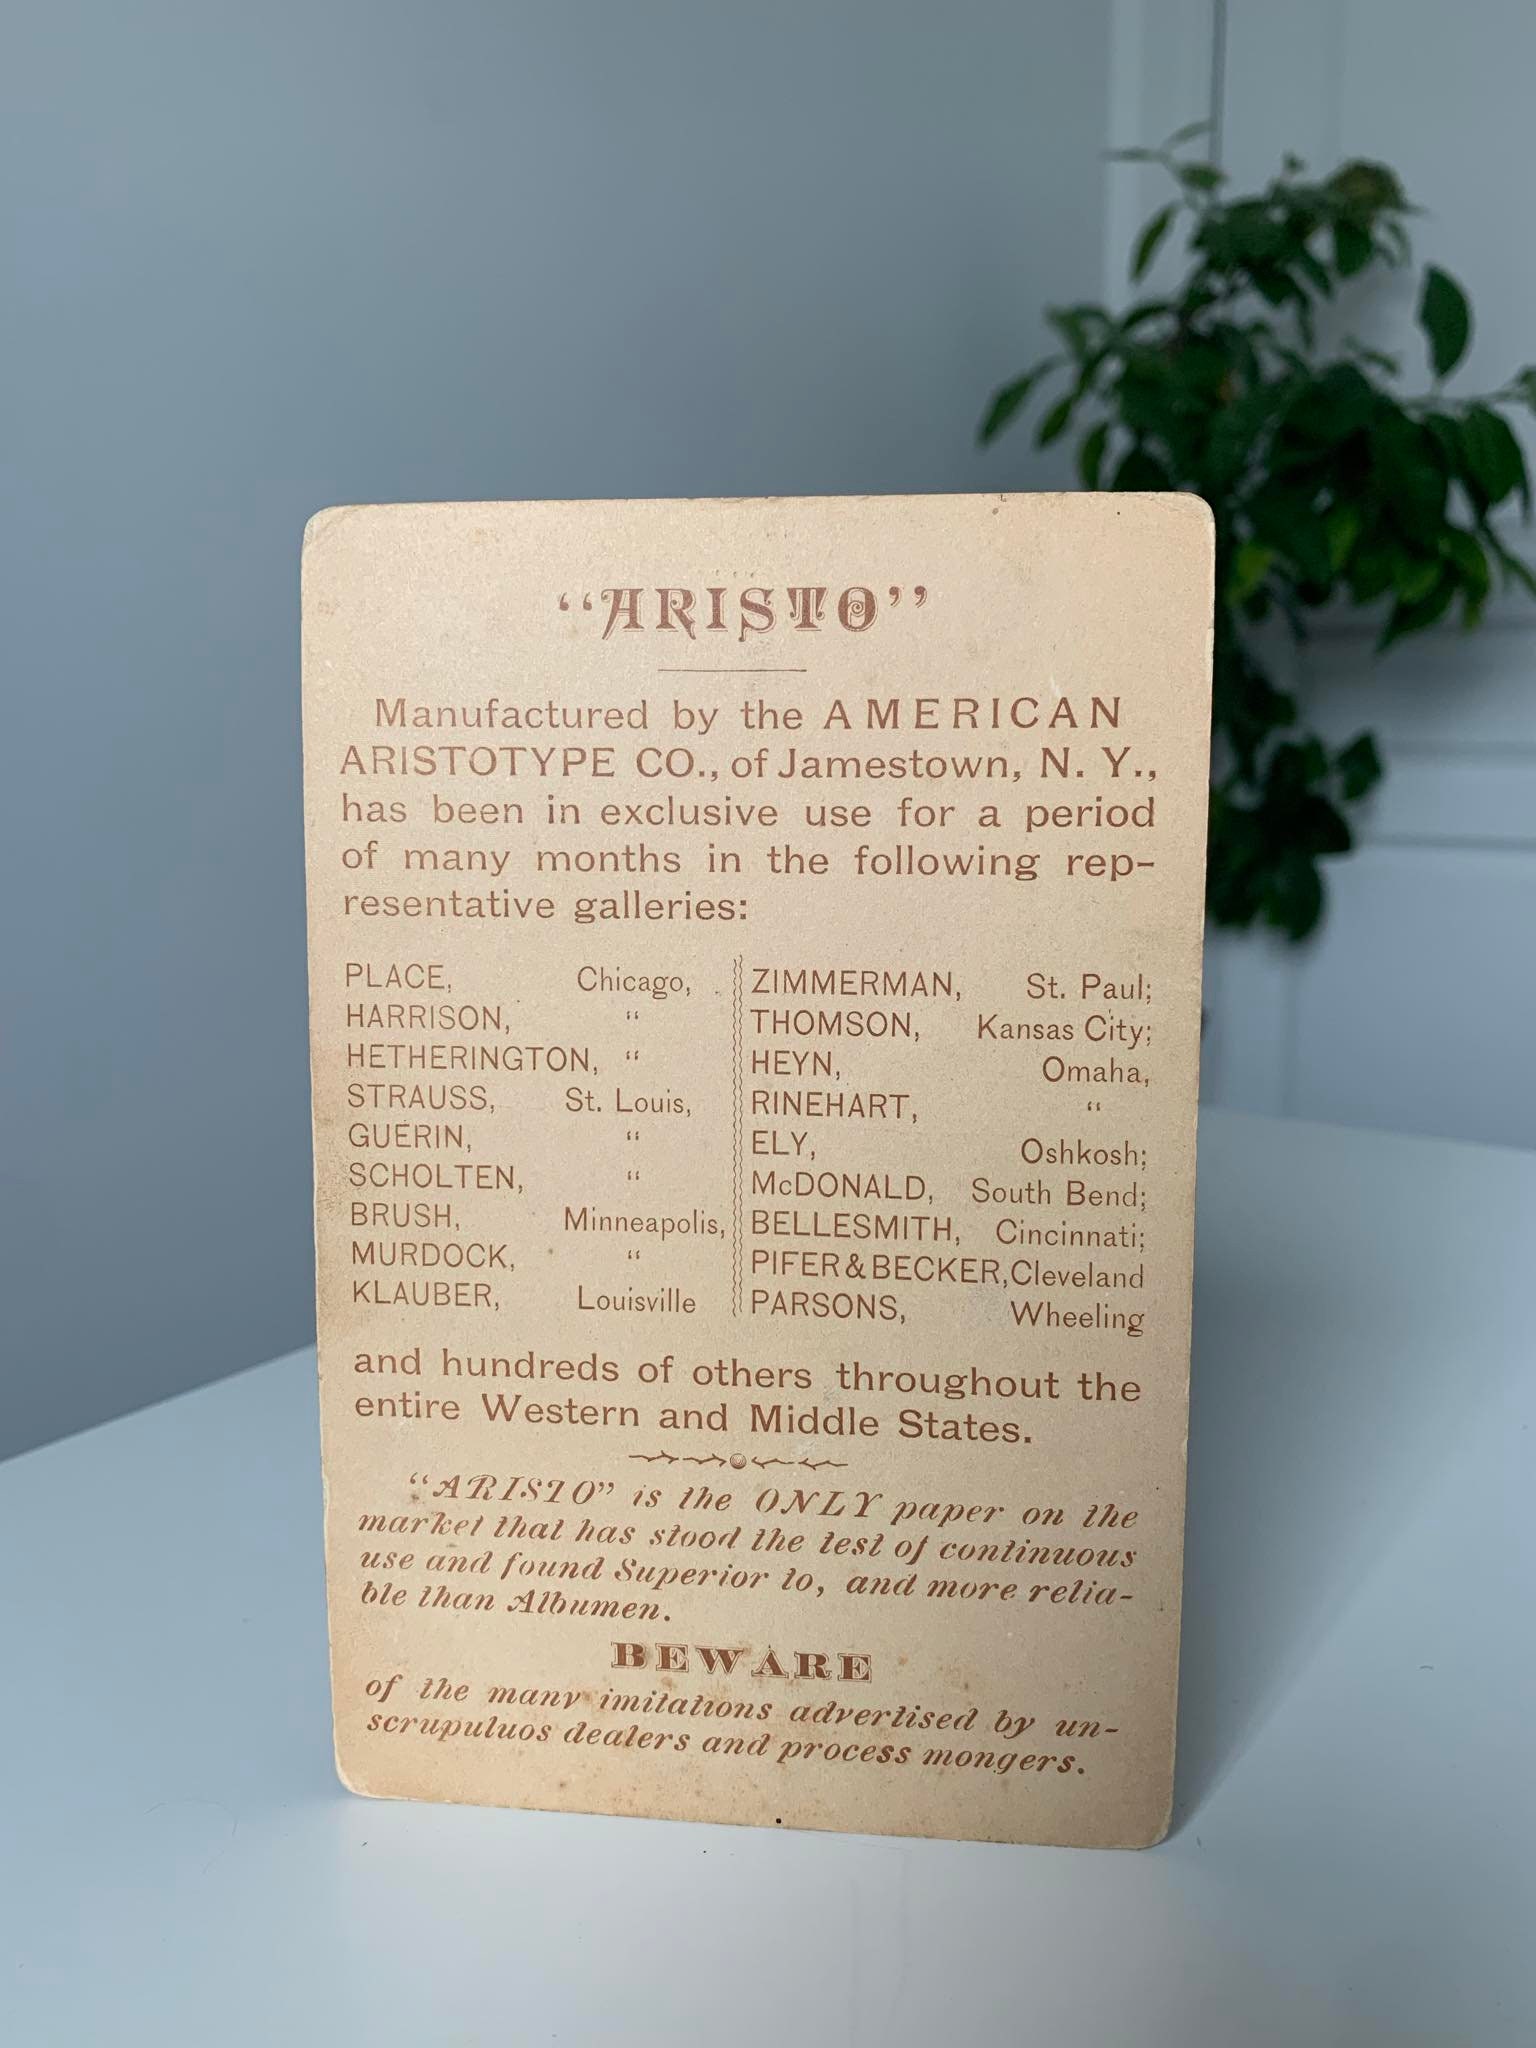 “ARISTO”
Manufactured by the AMERICAN
ARISTOTYPE CO., of Jamestown, N. Y.,
has been in exclusive use for a period
of many months in the following rep-
resentative galleries:
PLACE, Chicago,
HARRISON, “
HETHERINGTON, “
STRAUSS, St. Louis,
GUERIN, “
SCHOLTEN, “
BRUSH, Minneapolis,
MURDOCK, “
KLAUBER, Louisville
ZIMMERMAN, St. Paul;
THOMSON, Kansas City;
HEYN, Omaha,
RINEHART, “
ELY, Oshkosh;
McDONALD, South Bend;
BELLESMITH, Cincinnati;
PIFER & BECKER, Cleveland
PARSONS, Wheeling
and hundreds of others throughout the
entire Western and Middle States.
“ARISTO” is the ONLY paper on the
market that has stood the test of continuous
use and found Superior to, and more relia-
ble than Albumen.
BEWARE
of the many imitations advertised by un-
scrupuluos dealers and process mongers.